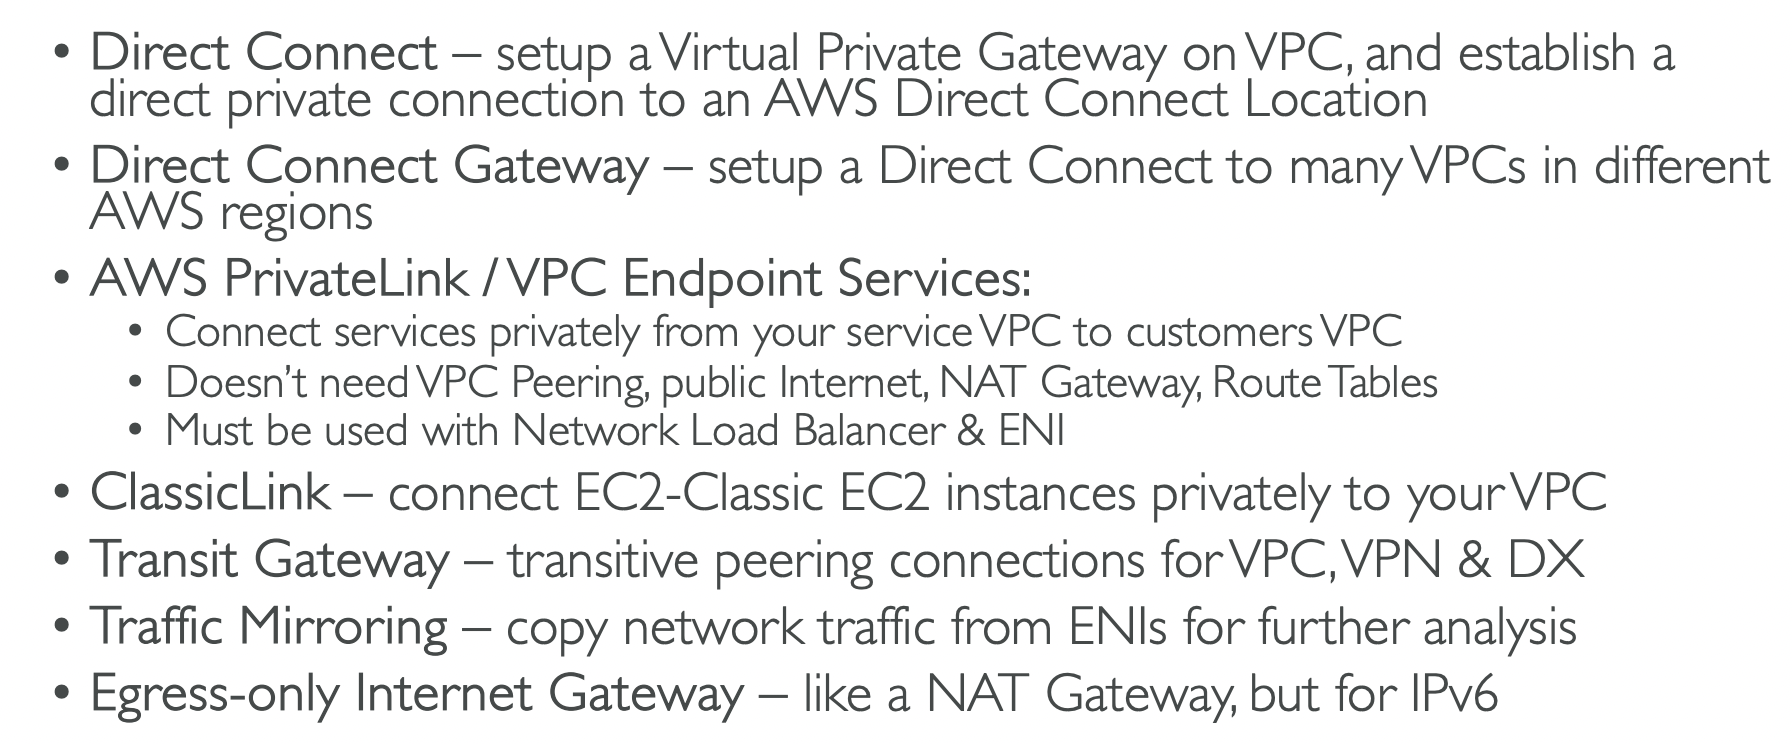 • Direct Connect – setup a Virtual Private Gateway on VPC, and establish a
direct private connection to an AWS Direct Connect Location
• Direct Connect Gateway – setup a Direct Connect to many VPCs in different
AWS regions
• AWS PrivateLink / VPC Endpoint Services:
• Connect services privately from your service VPC to customers VPC
• Doesn’t need VPC Peering, public Internet, NAT Gateway, Route Tables
• Must be used with Network Load Balancer & ENI
• ClassicLink – connect EC2-Classic EC2 instances privately to your VPC
• Transit Gateway – transitive peering connections for VPC, VPN & DX
• Traffic Mirroring – copy network traffic from ENIs for further analysis
• Egress-only Internet Gateway – like a NAT Gateway, but for IPv6